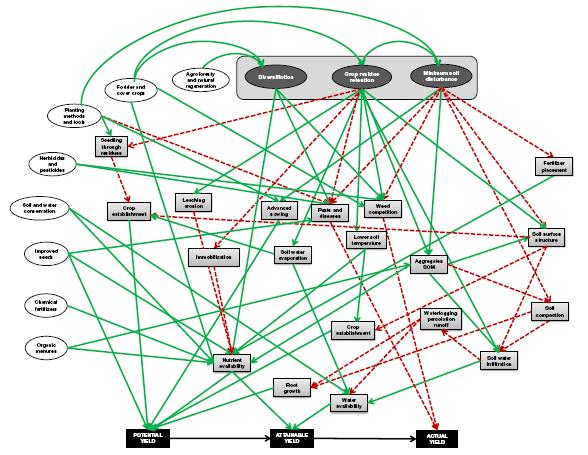 Diversifiction
Crop residue
retention
Minimum soil
disturbance
Agroforestry
and natural
regeneration
Fodder and
cover crops
Planting
methods
and tools
Seedling
through
residues
Herbicides
and
pesticides
Fertilizer
placement
Soil and water
conservation
Crop
establishment
Leaching
erosion
Advanced
sowing
Pests and
diseases
Weed
competition
Lower soil
temperature
Soil surface
structure
Improved
seeds
Immobilization
Soil water
evaporation
Aggregates
SOM
Chemical
fertilizers
Waterlogging
percolation
runoff
Soil
compaction
Crop
establishment
Organic
manures
Nutrient
availability
Soil water
infiltration
Root
growth
Water
availability
POTENTIAL
YIELD
ATTAINABLE
YIELD
ACTUAL
YIELD